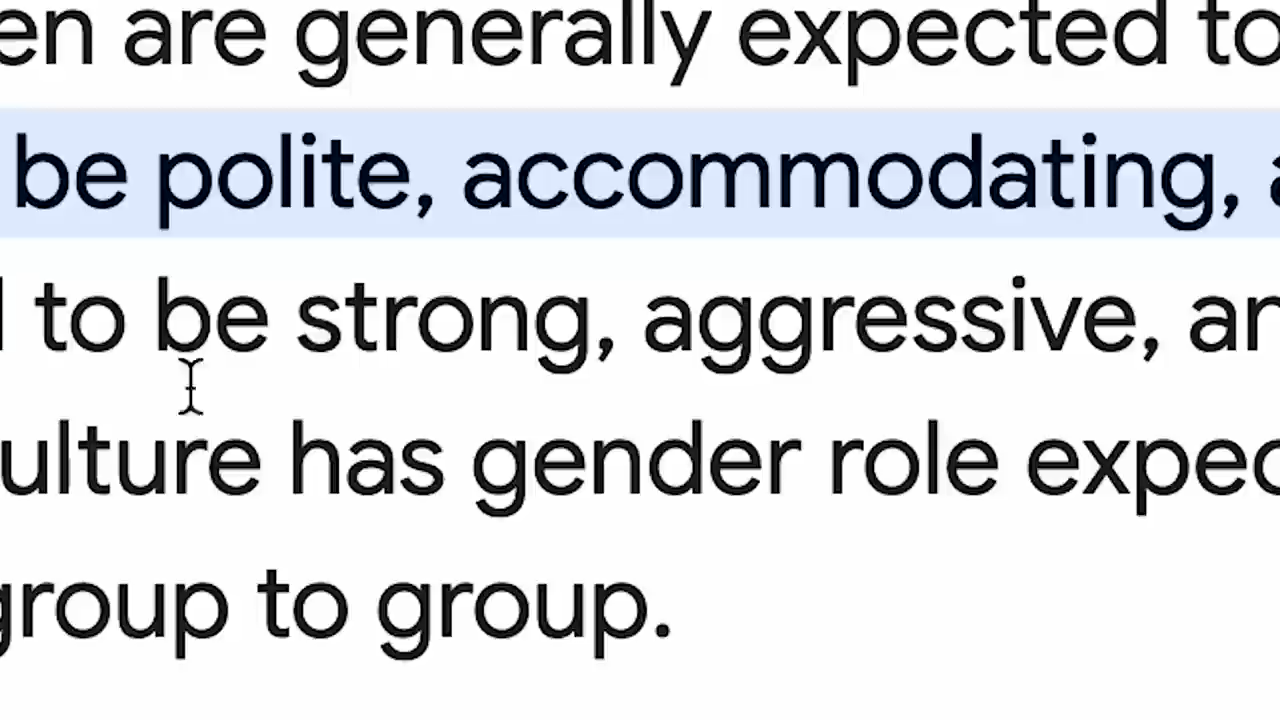 en are generally expected to
be polite, accommodating, a
to be strong, aggressive, ar
ulture has gender role expec
group to group.